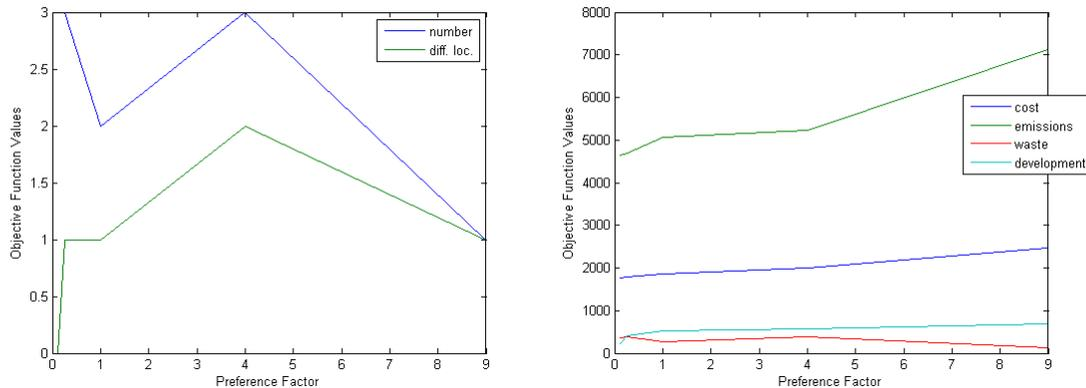 3
2.5
2
1.5
1
0.5
0
Objective Function Values
number
diff. loc.
0 1 2 3 4 5 6 7 8 9
Preference Factor
8000
7000
6000
5000
4000
3000
2000
1000
0
Objective Function Values
cost
emissions
waste
development
0 1 2 3 4 5 6 7 8 9
Preference Factor